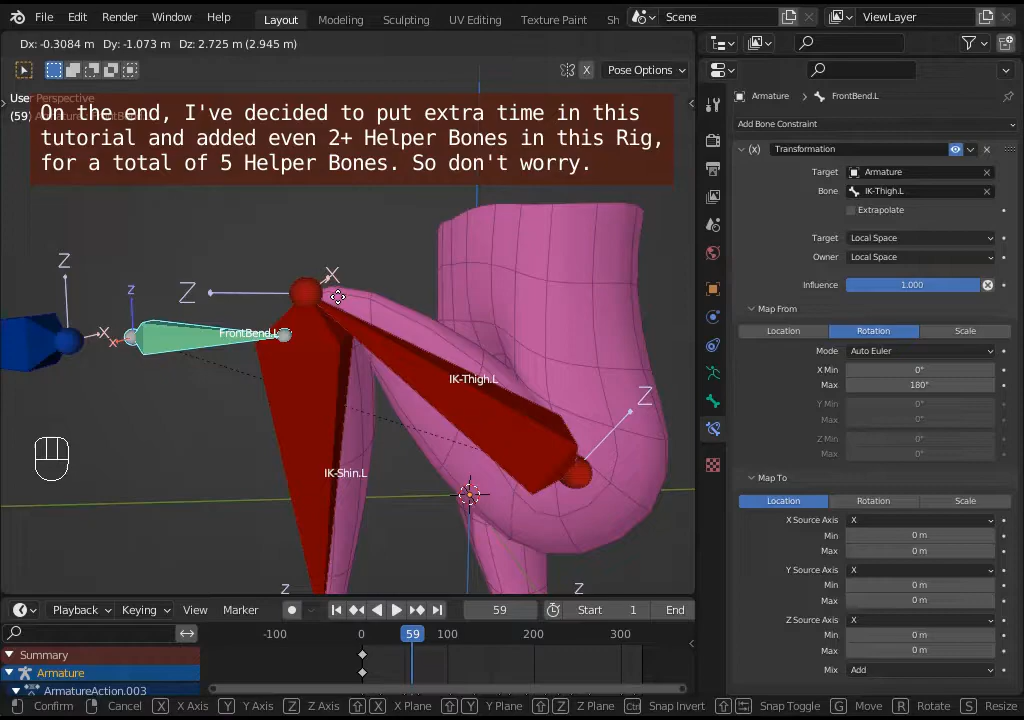 File Edit Render Window Help Layout Modeling Sculpting UV Editing Texture Paint Sh Scene ViewLayer
Dx: -0.3084 m Dy: -1.073 m Dz: 2.725 m (2.945 m)
X Pose Options
User Perspective
(59)
On the end, I've decided to put extra time in this
tutorial and added even 2+ Helper Bones in this Rig,
for a total of 5 Helper Bones. So don't worry.
Z
X
Z
Z
X
X
FrontBend.L
IK-Thigh.L
Z
IK-Shin.L
Z
Z
Armature FrontBend.L
Add Bone Constraint
(x) Transformation
Target Armature
Bone IK-Thigh.L
Extrapolate
Target Local Space
Owner Local Space
Influence 1.000
Map From
Location Rotation Scale
Mode Auto Euler
X Min 0°
Max 180°
Y Min 0°
Max 0°
Z Min 0°
Max 0°
Map To
Location Rotation Scale
X Source Axis X
Min 0 m
Max 0 m
Y Source Axis X
Min 0 m
Max 0 m
Z Source Axis X
Min 0 m
Max 0 m
Mix Add
Playback Keying View Marker 59 Start 1 End
-100 0 59 100 200 300
Summary
Armature
ArmatureAction.003
Confirm Cancel X X Axis Y Y Axis Z Z Axis X X Plane Y Y Plane Z Z Plane Ctrl Snap Invert Snap Toggle G Move R Rotate S Resize